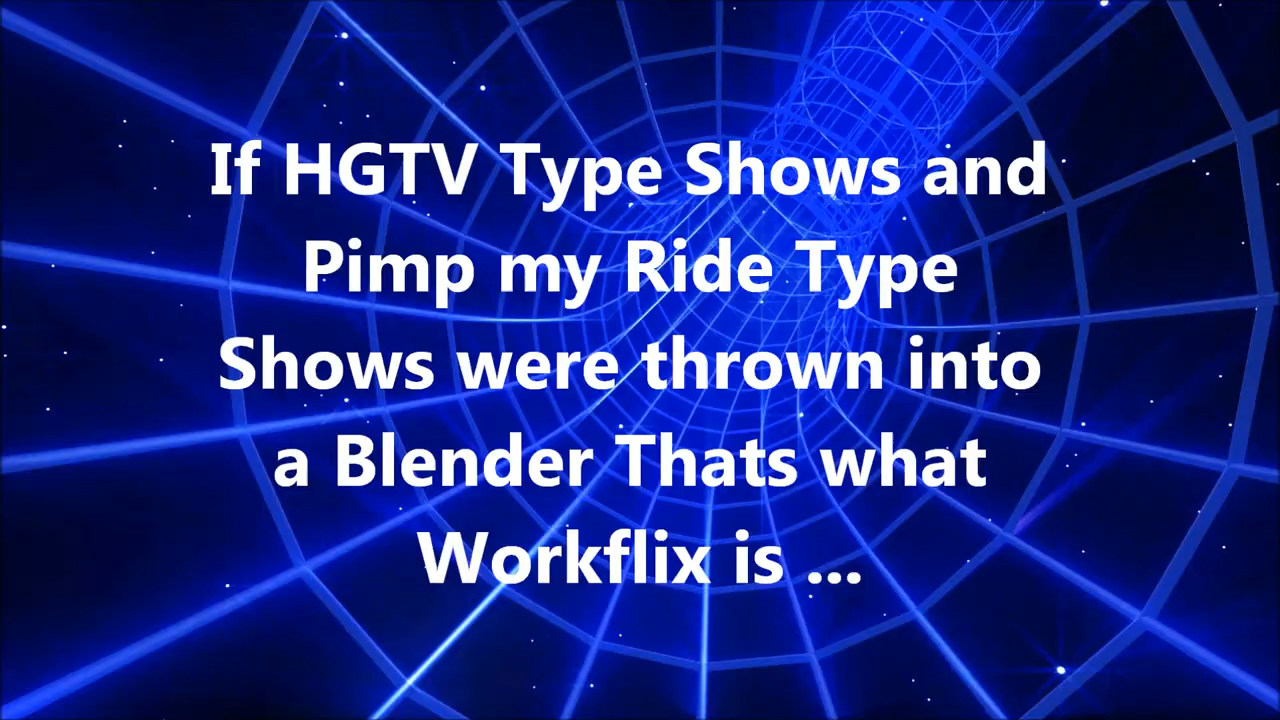 If HGTV Type Shows and
Pimp my Ride Type
Shows were thrown into
a Blender Thats what
Workflix is ...